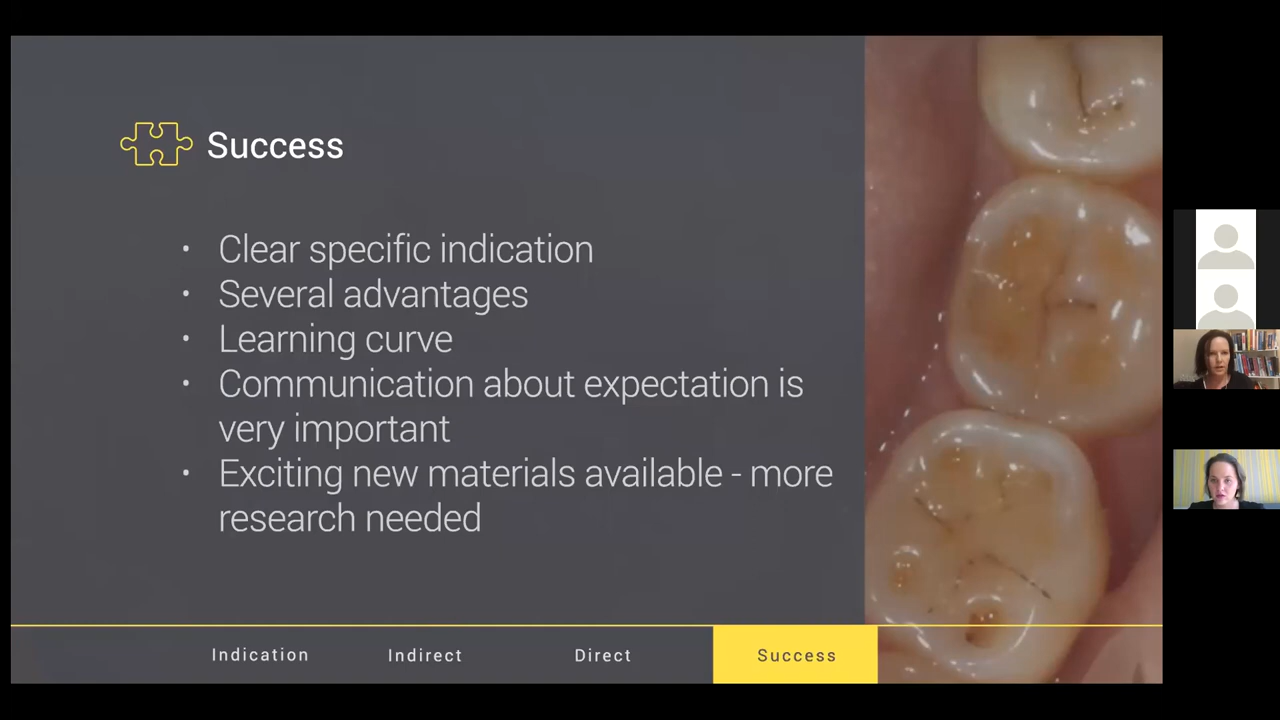 Success
• Clear specific indication
• Several advantages
• Learning curve
• Communication about expectation is
very important
• Exciting new materials available - more
research needed
Indication
Indirect
Direct
Success